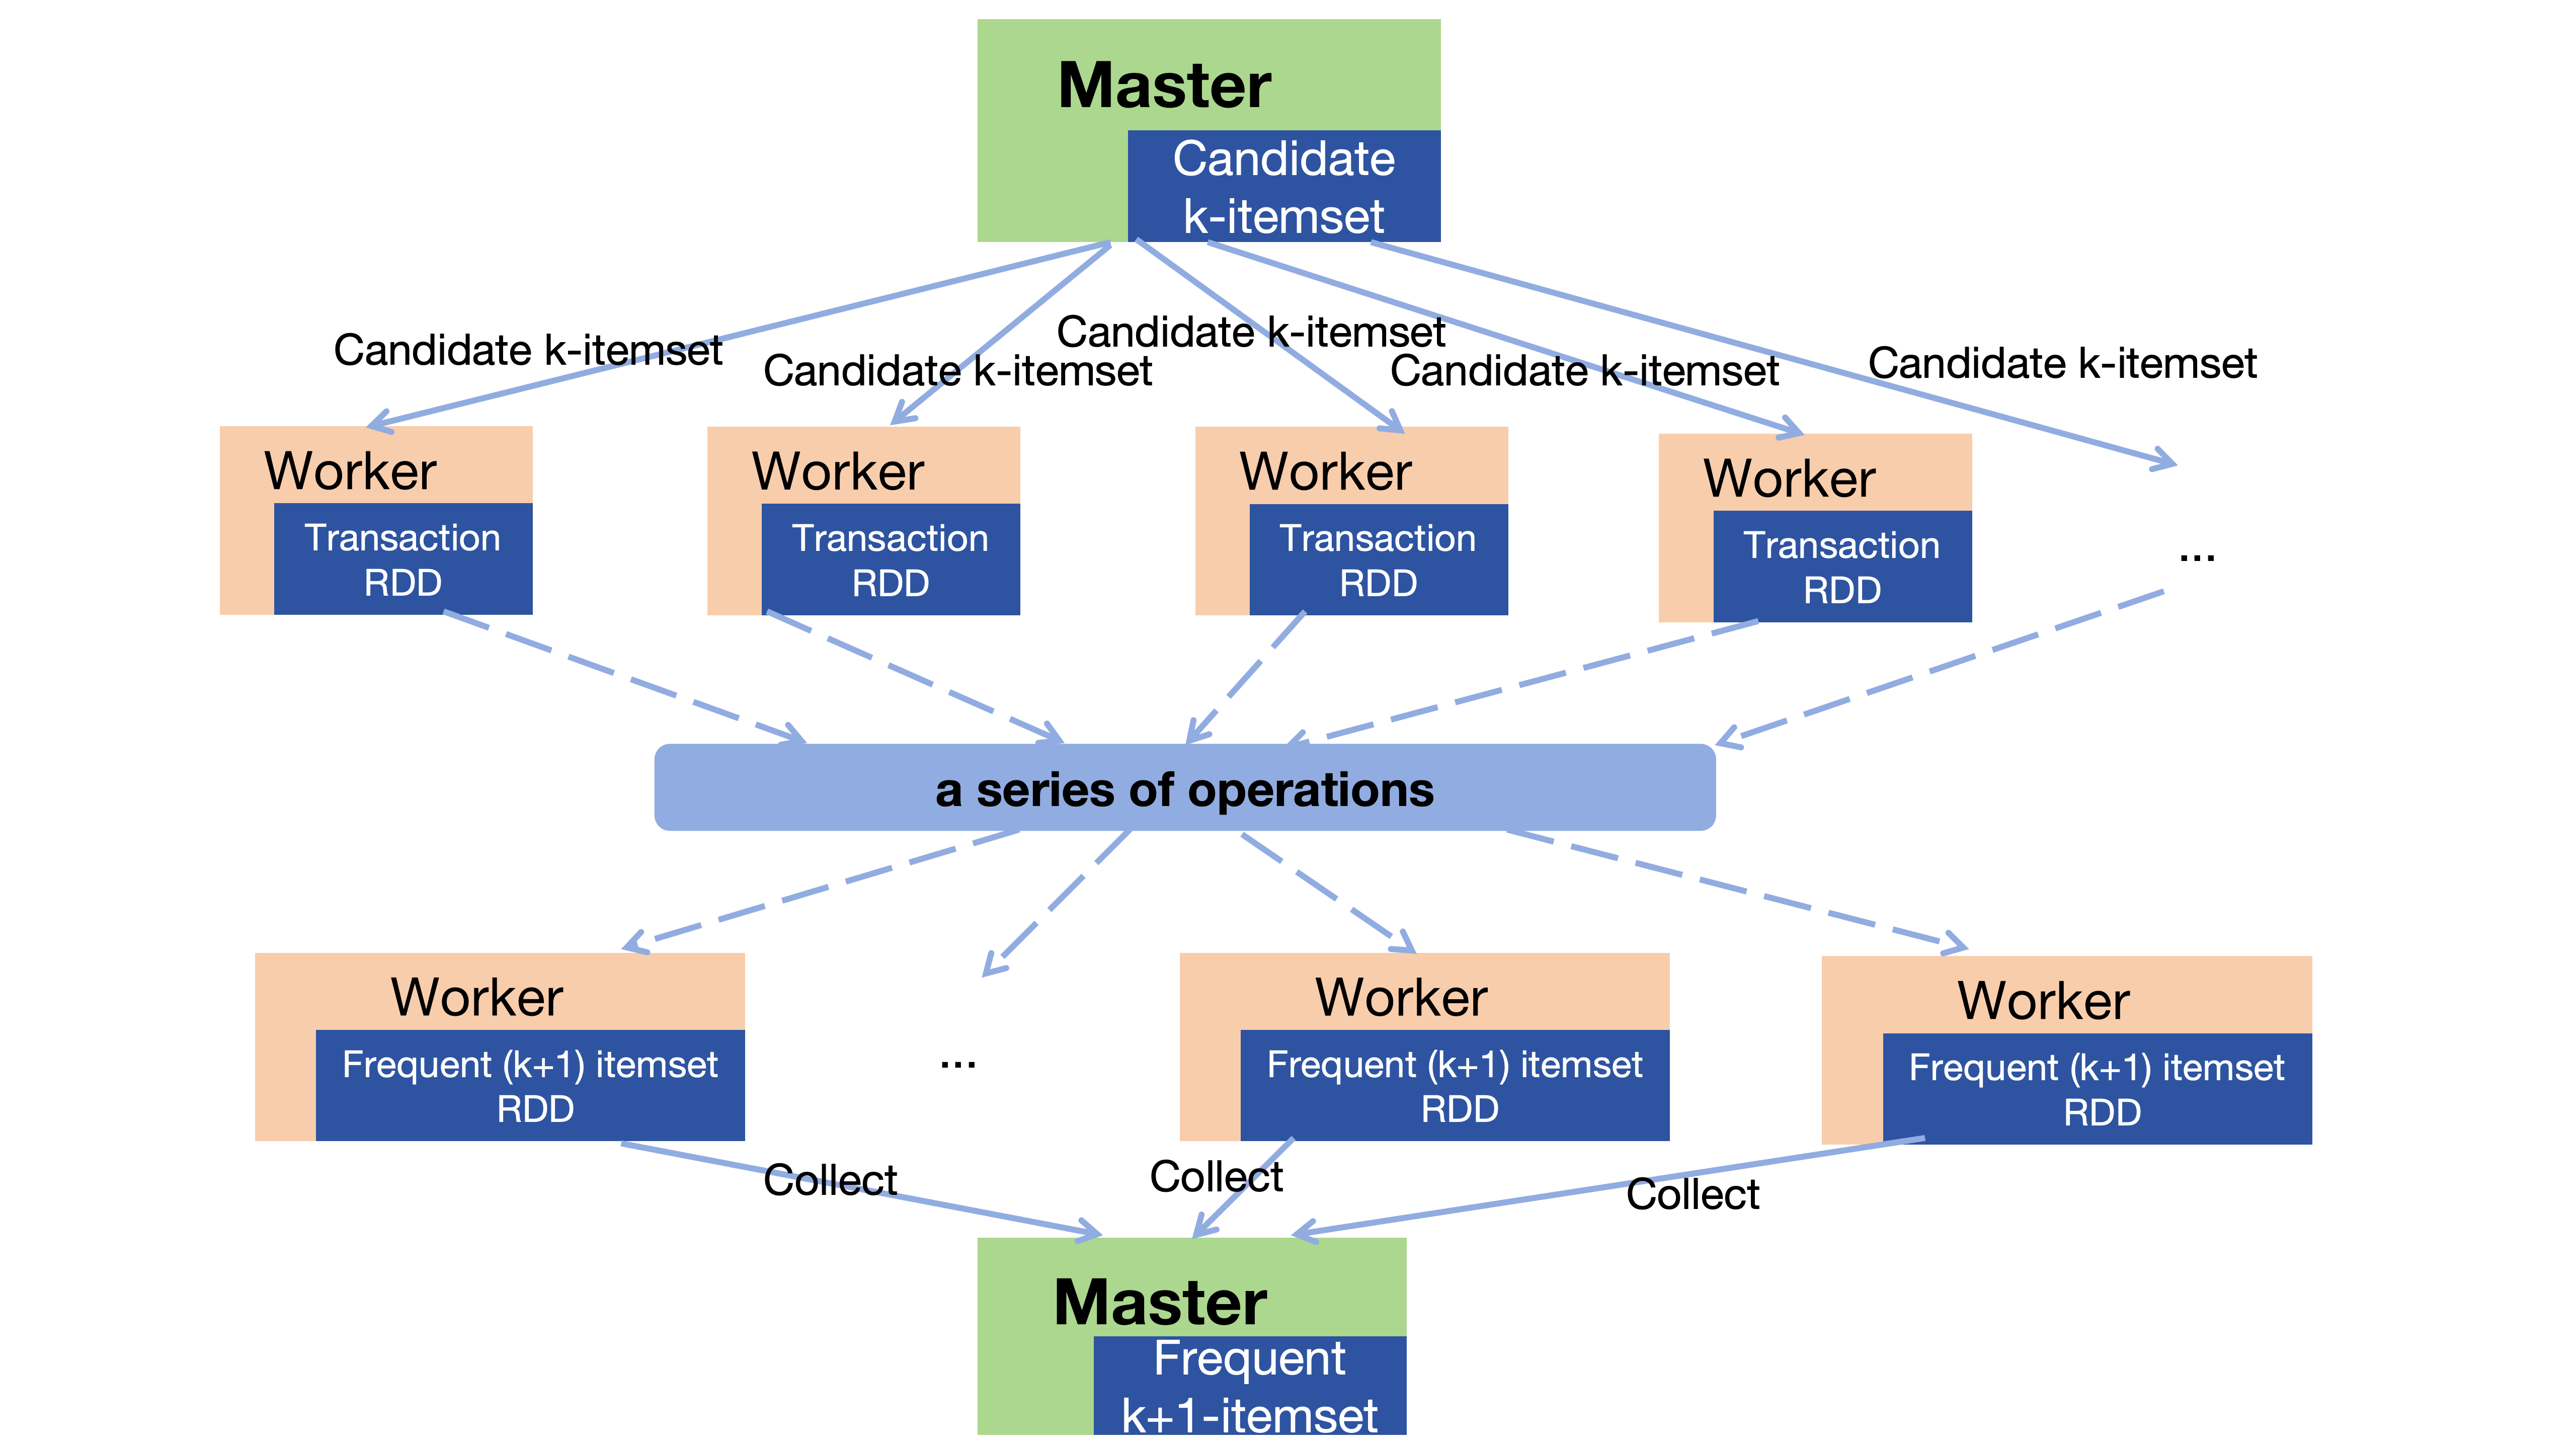 Master
Candidate
k-itemset
Candidate k-itemset
Candidate k-itemset
Candidate k-itemset
Candidate k-itemset
Candidate k-itemset
Worker
Transaction
RDD
Worker
Transaction
RDD
Worker
Transaction
RDD
Worker
Transaction
RDD
...
a series of operations
Worker
Frequent (k+1) itemset
RDD
...
Worker
Frequent (k+1) itemset
RDD
Worker
Frequent (k+1) itemset
RDD
Collect
Collect
Collect
Master
Frequent
k+1-itemset